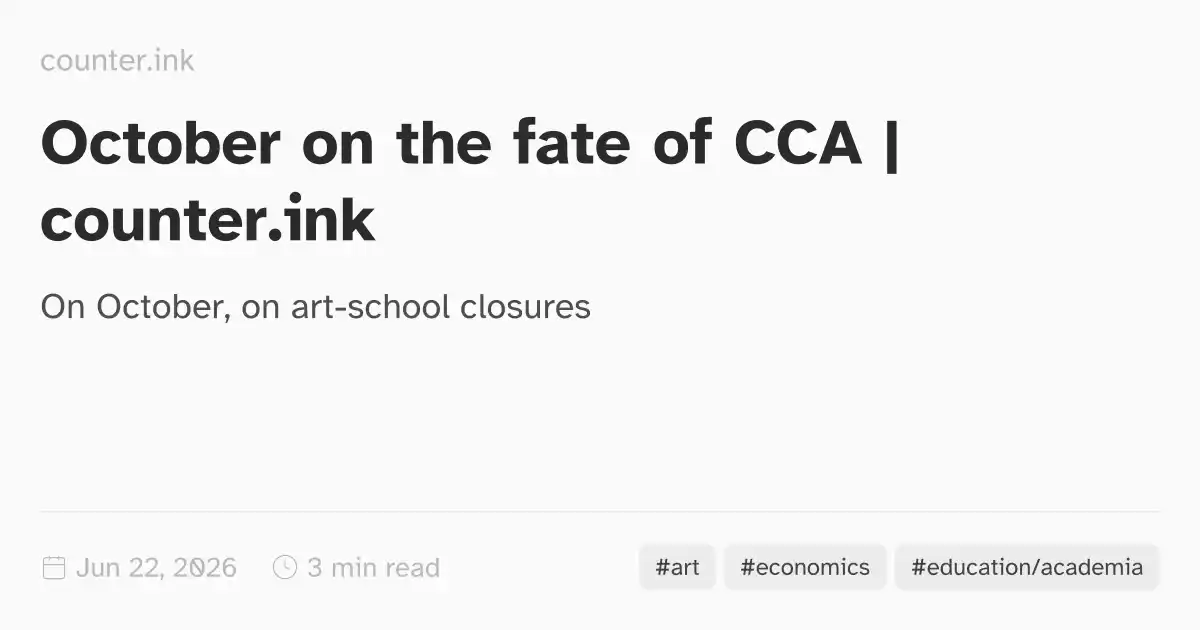 counter.ink
October on the fate of CCA |
counter.ink
On October, on art-school closures
Jun 22, 2026
3 min read
#art
#economics
#education/academia